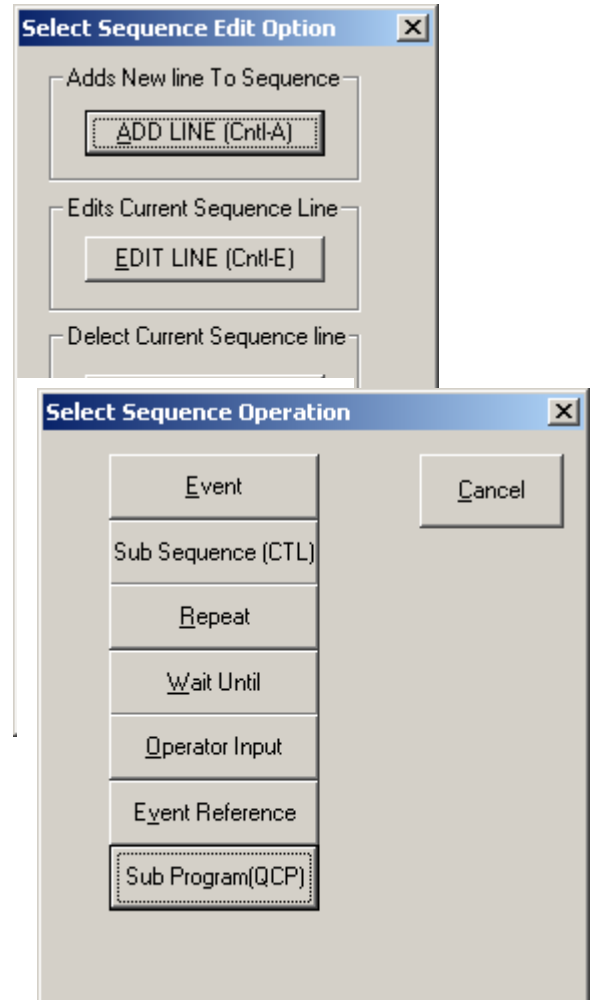 Select Sequence Edit Option
Adds New line To Sequence
ADD LINE (Cntl-A)
Edits Current Sequence Line
EDIT LINE (Cntl-E)
Delect Current Sequence line
Select Sequence Operation
Event
Cancel
Sub Sequence (CTL)
Repeat
Wait Until
Operator Input
Event Reference
Sub Program(QCP)